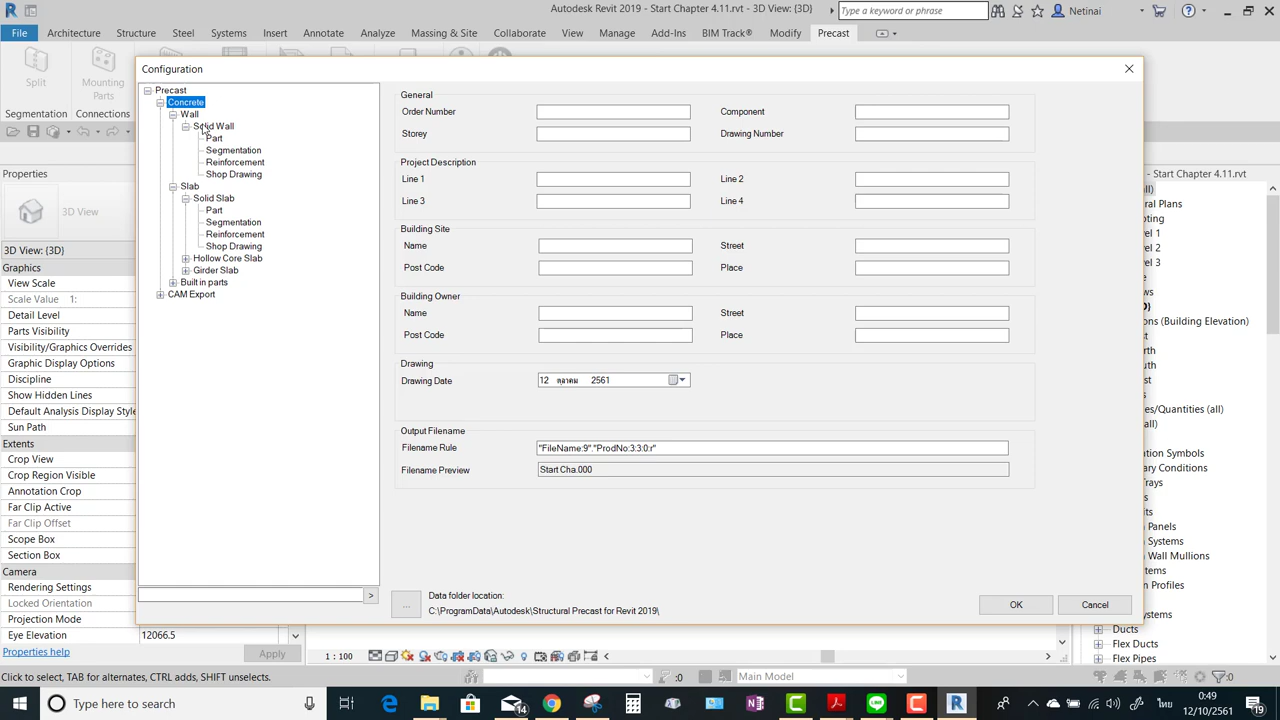 Autodesk Revit 2019 - Start Chapter 4.11 - 3D View: {3D}
Type a keyword or phrase
Netinai
File
Architecture
Structure
Steel
Systems
Insert
Annotate
Analyze
Massing & Site
Collaborate
View
Manage
Add-Ins
BIM Track®
Modify
Precast
Split
Mounting
Parts
Segmentation
Connections
Configuration
Precast
Concrete
Wall
Solid Wall
Part
Segmentation
Reinforcement
Shop Drawing
Slab
Solid Slab
Part
Segmentation
Reinforcement
Shop Drawing
Hollow Core Slab
Girder Slab
Built in parts
CAM Export
General
Order Number
Component
Storey
Drawing Number
Project Description
Line 1
Line 2
Line 3
Line 4
Building Site
Name
Street
Post Code
Place
Building Owner
Name
Street
Post Code
Place
Drawing
Drawing Date
12 ตุลาคม 2561
Output Filename
Filename Rule
"FileName:9"."ProdNo:3:3:0:r"
Filename Preview
Start Cha.000
>
...
Data folder location:
C:\ProgramData\Autodesk\Structural Precast for Revit 2019\
OK
Cancel
Properties
3D View
3D View: {3D}
Graphics
View Scale
Scale Value 1:
Detail Level
Parts Visibility
Visibility/Graphics Overrides
Graphic Display Options
Discipline
Show Hidden Lines
Default Analysis Display Style
Sun Path
Extents
Crop View
Crop Region Visible
Annotation Crop
Far Clip Active
Far Clip Offset
Scope Box
Section Box
Camera
Rendering Settings
Locked Orientation
Projection Mode
Eye Elevation
12066.5
Properties help
Apply
Start Chapter 4.11.rvt
Ducts
Flex Ducts
Flex Pipes
1 : 100
Click to select, TAB for alternates, CTRL adds, SHIFT unselects.
:0
Main Model
:0
Type here to search
14
0:49
12/10/2561